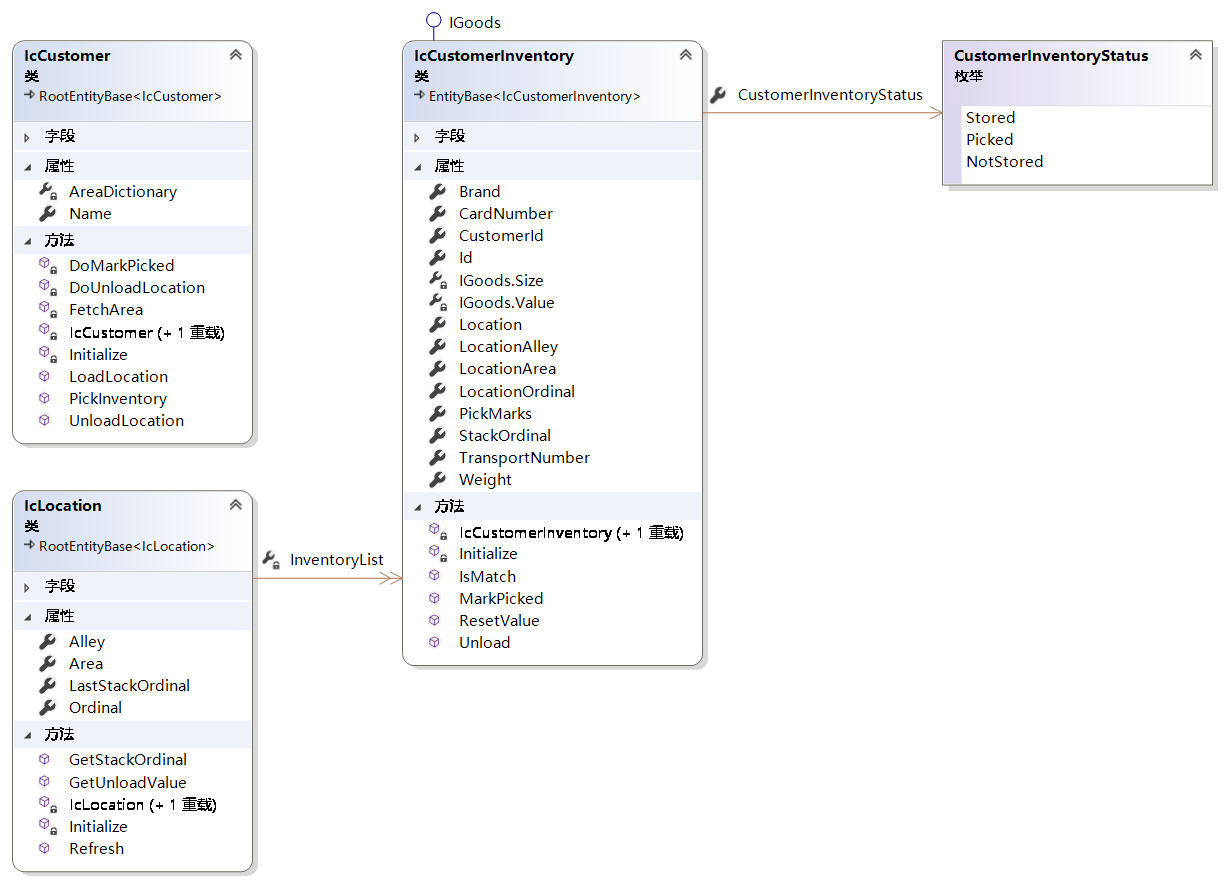 IGoods
IcCustomer
类
RootEntityBase<IcCustomer>
字段
属性
AreaDictionary
Name
方法
DoMarkPicked
DoUnloadLocation
FetchArea
IcCustomer (+ 1 重载)
Initialize
LoadLocation
PickInventory
UnloadLocation
IcCustomerInventory
类
EntityBase<IcCustomerInventory>
字段
属性
Brand
CardNumber
CustomerId
Id
IGoods.Size
IGoods.Value
Location
LocationAlley
LocationArea
LocationOrdinal
PickMarks
StackOrdinal
TransportNumber
Weight
方法
IcCustomerInventory (+ 1 重载)
Initialize
IsMatch
MarkPicked
ResetValue
Unload
CustomerInventoryStatus
CustomerInventoryStatus
枚举
Stored
Picked
NotStored
IcLocation
类
RootEntityBase<IcLocation>
字段
属性
Alley
Area
LastStackOrdinal
Ordinal
方法
GetStackOrdinal
GetUnloadValue
IcLocation (+ 1 重载)
Initialize
Refresh
InventoryList